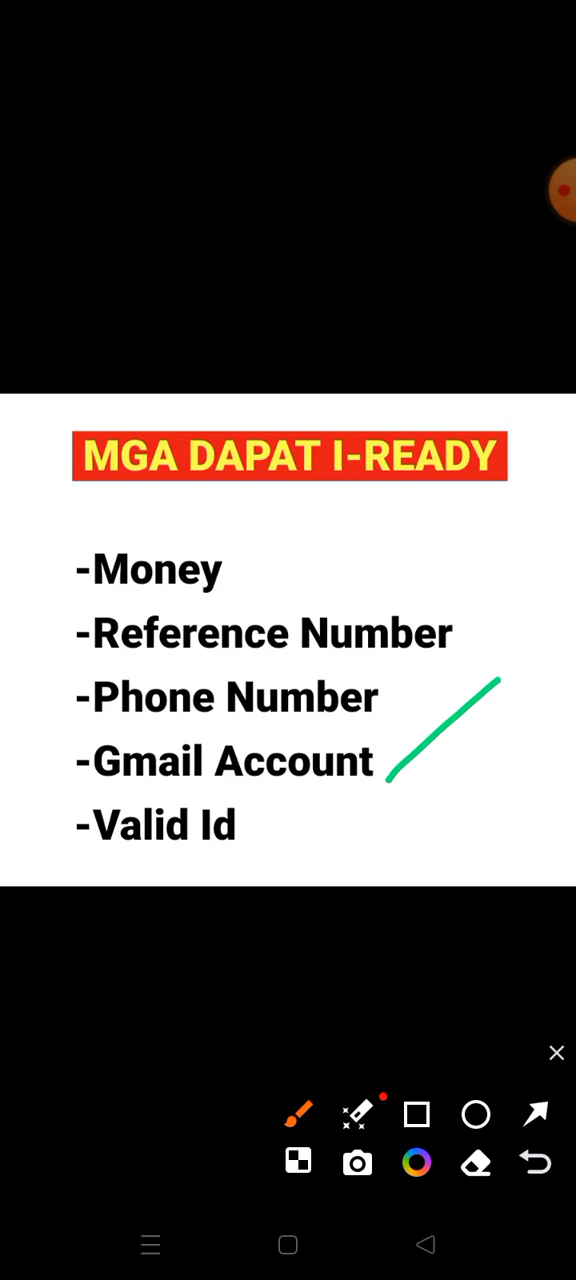 MGA DAPAT I-READY
-Money
-Reference Number
-Phone Number
-Gmail Account
-Valid Id